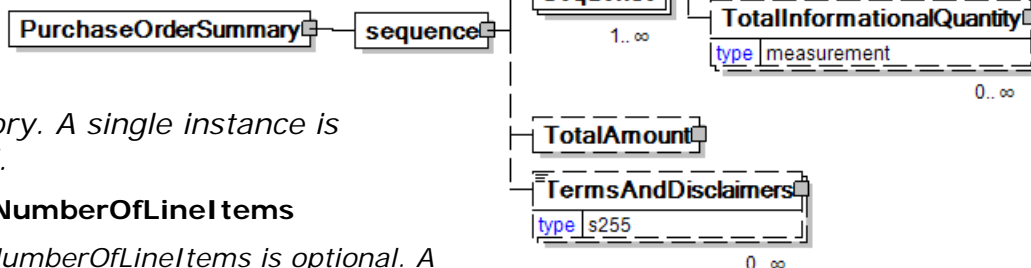 TotalInformationalQuantity
PurchaseOrderSummary
sequence
1.. ∞
type measurement
0.. ∞
ory. A single instance is
.
TotalAmount
NumberOfLineItems
TermsAndDisclaimers
type s255
NumberOfLineItems is optional. A
0 ∞